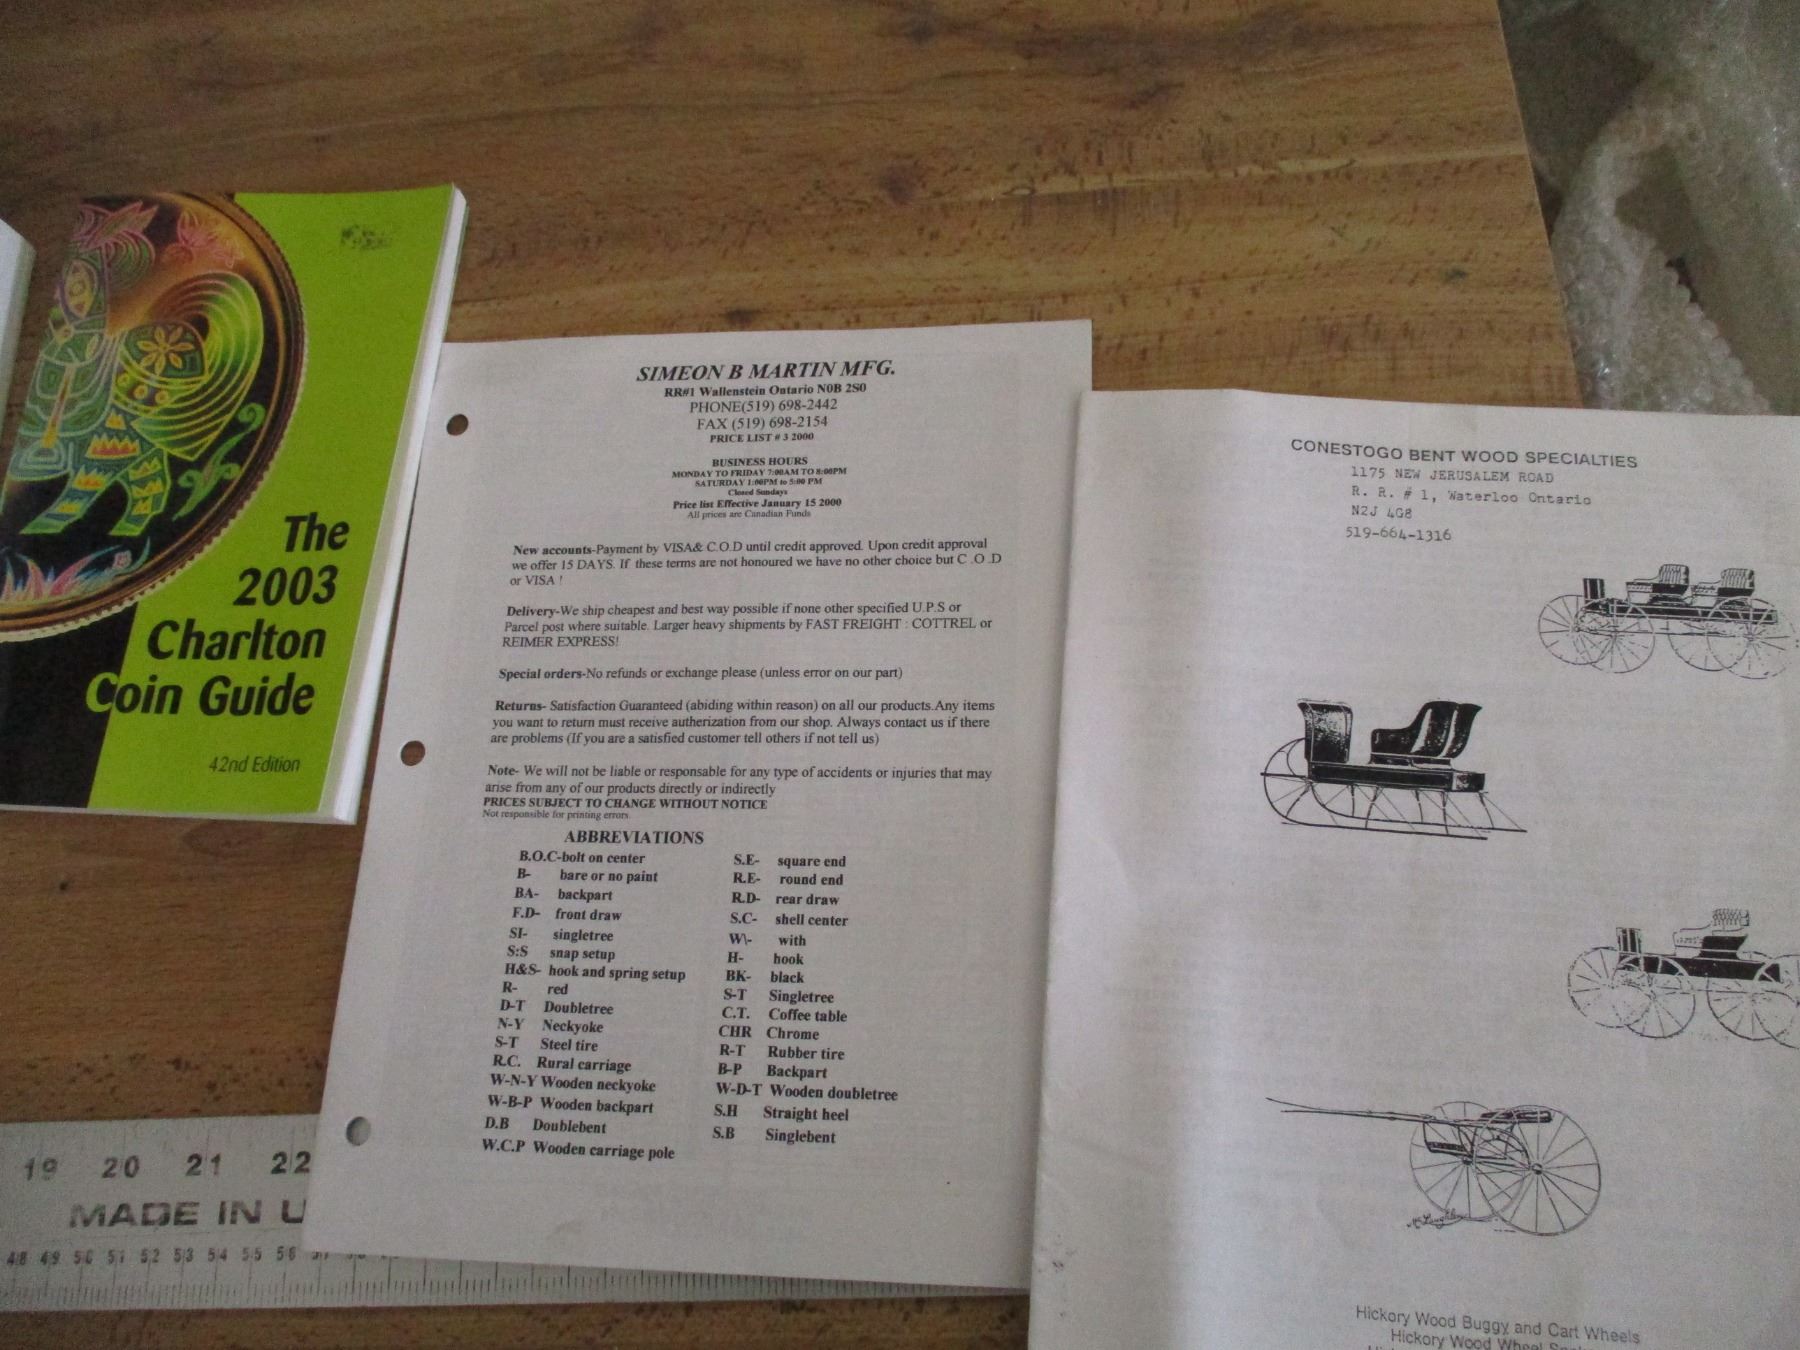 The
2003
Charlton
Coin Guide
42nd Edition
SIMEON B MARTIN MFG.
RR#1 Wallenstein Ontario N0B 2S0
PHONE(519) 698-2442
FAX (519) 698-2154
PRICE LIST # 3 2000
BUSINESS HOURS
MONDAY TO FRIDAY 7:00AM TO 8:00PM
SATURDAY 1:00PM to 5:00 PM
Closed Sundays
Price list Effective January 15 2000
All prices are Canadian Funds
New accounts-Payment by VISA& C.O.D until credit approved. Upon credit approval
we offer 15 DAYS. If these terms are not honoured we have no other choice but C .O .D
or VISA !
Delivery-We ship cheapest and best way possible if none other specified U.P.S or
Parcel post where suitable. Larger heavy shipments by FAST FREIGHT : COTTREL or
REIMER EXPRESS!
Special orders-No refunds or exchange please (unless error on our part)
Returns- Satisfaction Guaranteed (abiding within reason) on all our products.Any items
you want to return must receive autherization from our shop. Always contact us if there
are problems (If you are a satisfied customer tell others if not tell us)
Note- We will not be liable or responsable for any type of accidents or injuries that may
arise from any of our products directly or indirectly
PRICES SUBJECT TO CHANGE WITHOUT NOTICE
Not responsible for printing errors.
ABBREVIATIONS
B.O.C-bolt on center
B- bare or no paint
BA- backpart
F.D- front draw
SI- singletree
S:S snap setup
H&S- hook and spring setup
R- red
D-T Doubletree
N-Y Neckyoke
S-T Steel tire
R.C. Rural carriage
W-N-Y Wooden neckyoke
W-B-P Wooden backpart
D.B Doublebent
W.C.P Wooden carriage pole
S.E- square end
R.E- round end
R.D- rear draw
S.C- shell center
W\- with
H- hook
BK- black
S-T Singletree
C.T. Coffee table
CHR Chrome
R-T Rubber tire
B-P Backpart
W-D-T Wooden doubletree
S.H Straight heel
S.B Singlebent
CONESTOGO BENT WOOD SPECIALTIES
1175 NEW JERUSALEM ROAD
R. R. # 1, Waterloo Ontario
N2J 4G8
519-664-1316
McLaughlin
Hickory Wood Buggy and Cart Wheels
Hickory Wood Wheel
19 20 21 22
MADE IN U
48 49 50 51 52 53 54 55 56